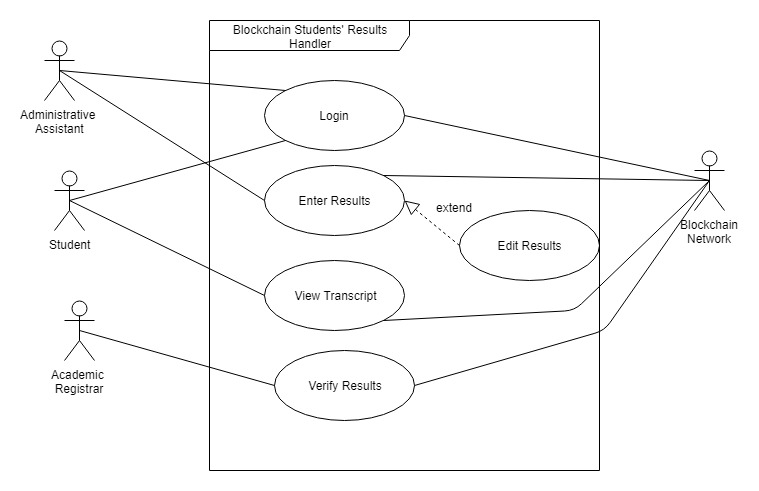 Blockchain Students' Results
Handler
Administrative
Assistant
Login
Student
Enter Results
extend
Edit Results
Blockchain
Network
View Transcript
Academic
Registrar
Verify Results